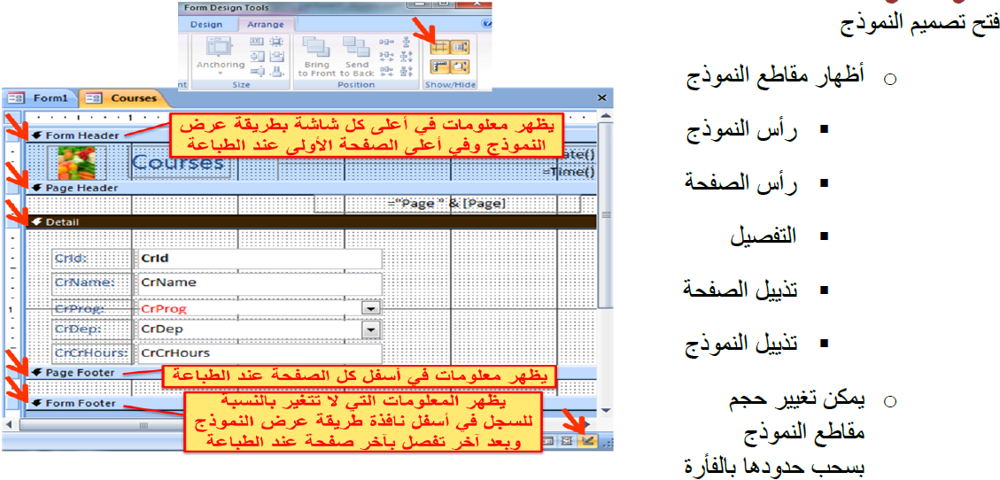 فتح تصميم النموذج
o أظهار مقاطع النموذج
▪ رأس النموذج
▪ رأس الصفحة
▪ التفصيل
▪ تذييل الصفحة
▪ تذييل النموذج
o يمكن تغيير حجم
مقاطع النموذج
بسحب حدودها بالفأرة
Form Design Tools
Design Arrange
Anchoring
Bring to Front
Send to Back
Size Position Show/Hide
Form1 Courses
Form Header
يظهر معلومات في أعلى كل شاشة بطريقة عرض
النموذج وفي أعلى الصفحة الأولى عند الطباعة
Courses
=Time()
Page Header
="Page " & [Page]
Detail
CrId: CrId
CrName: CrName
CrProg: CrProg
CrDep: CrDep
CrCrHours: CrCrHours
Page Footer
يظهر معلومات في أسفل كل الصفحة عند الطباعة
Form Footer
يظهر المعلومات التي لا تتغير بالنسبة
للسجل في أسفل نافذة طريقة عرض النموذج
وبعد آخر تفصل بآخر صفحة عند الطباعة